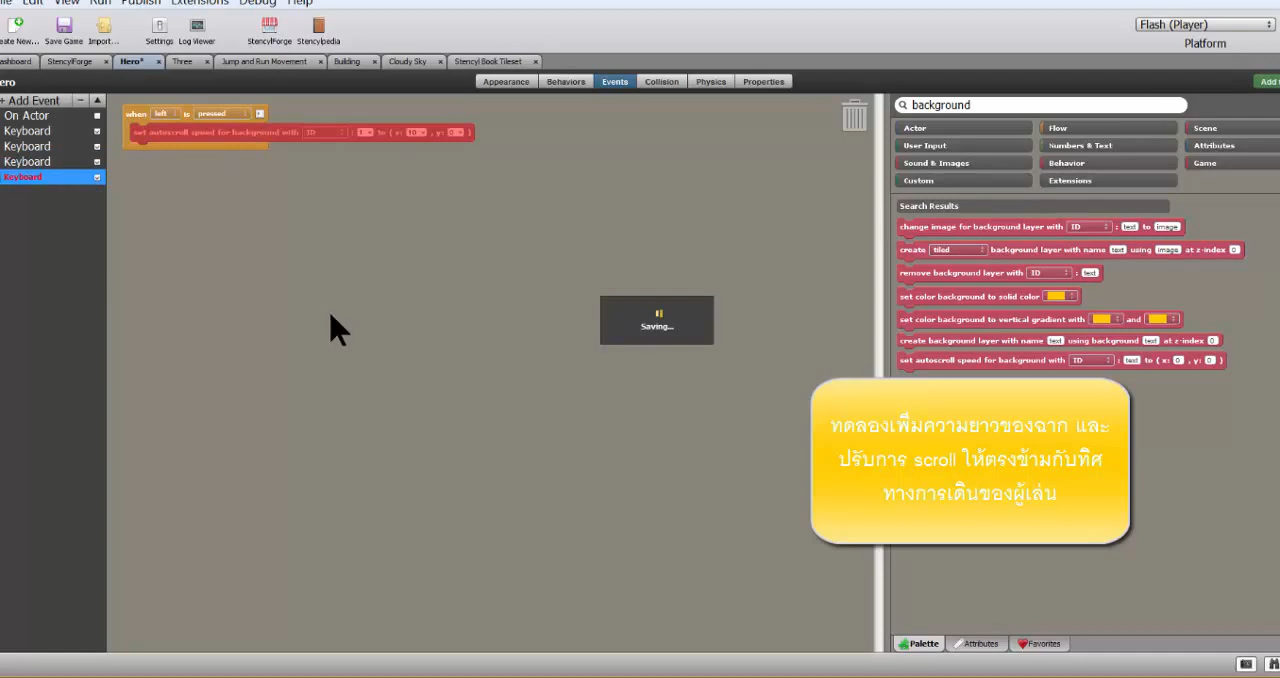 Edit View Run Publish Extensions Debug Help
Save Game Import... Settings Log Viewer StencylForge Stencylpedia
Flash (Player)
Platform
StencylForge Hero* Three Jump and Run Movement Building Cloudy Sky Stencyl Book Tileset
Appearance Behaviors Events Collision Physics Properties Add
+ Add Event
On Actor
Keyboard
Keyboard
Keyboard
Keyboard
when left is pressed
set autoscroll speed for background with ID : 1 to ( x: 10 , y: 0 )
Saving...
background
Actor Flow Scene
User Input Numbers & Text Attributes
Sound & Images Behavior Game
Custom Extensions
Search Results
change image for background layer with ID : text to image
create tiled background layer with name text using image at z-index 0
remove background layer with ID : text
set color background to solid color
set color background to vertical gradient with and
create background layer with name text using background text at z-index 0
set autoscroll speed for background with ID : text to ( x: 0 , y: 0 )
ทดลองเพิ่มความยาวของฉาก และ
ปรับการ scroll ให้ตรงข้ามกับทิศ
ทางการเดินของผู้เล่น
Palette Attributes Favorites